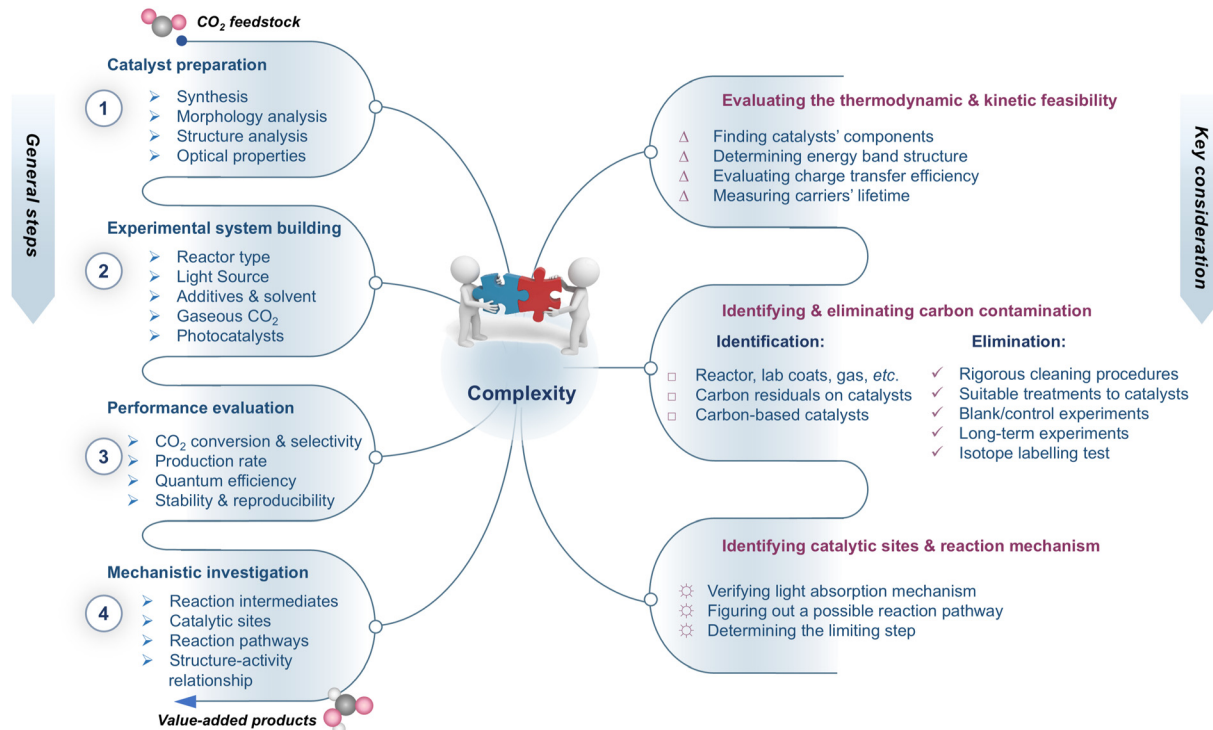 CO₂ feedstock
General steps
Catalyst preparation
1
Synthesis
Morphology analysis
Structure analysis
Optical properties
Experimental system building
2
Reactor type
Light Source
Additives & solvent
Gaseous CO₂
Photocatalysts
Performance evaluation
3
CO₂ conversion & selectivity
Production rate
Quantum efficiency
Stability & reproducibility
Mechanistic investigation
4
Reaction intermediates
Catalytic sites
Reaction pathways
Structure-activity
relationship
Value-added products
Complexity
Key consideration
Evaluating the thermodynamic & kinetic feasibility
Finding catalysts’ components
Determining energy band structure
Evaluating charge transfer efficiency
Measuring carriers’ lifetime
Identifying & eliminating carbon contamination
Identification:
Reactor, lab coats, gas, etc.
Carbon residuals on catalysts
Carbon-based catalysts
Elimination:
Rigorous cleaning procedures
Suitable treatments to catalysts
Blank/control experiments
Long-term experiments
Isotope labelling test
Identifying catalytic sites & reaction mechanism
Verifying light absorption mechanism
Figuring out a possible reaction pathway
Determining the limiting step